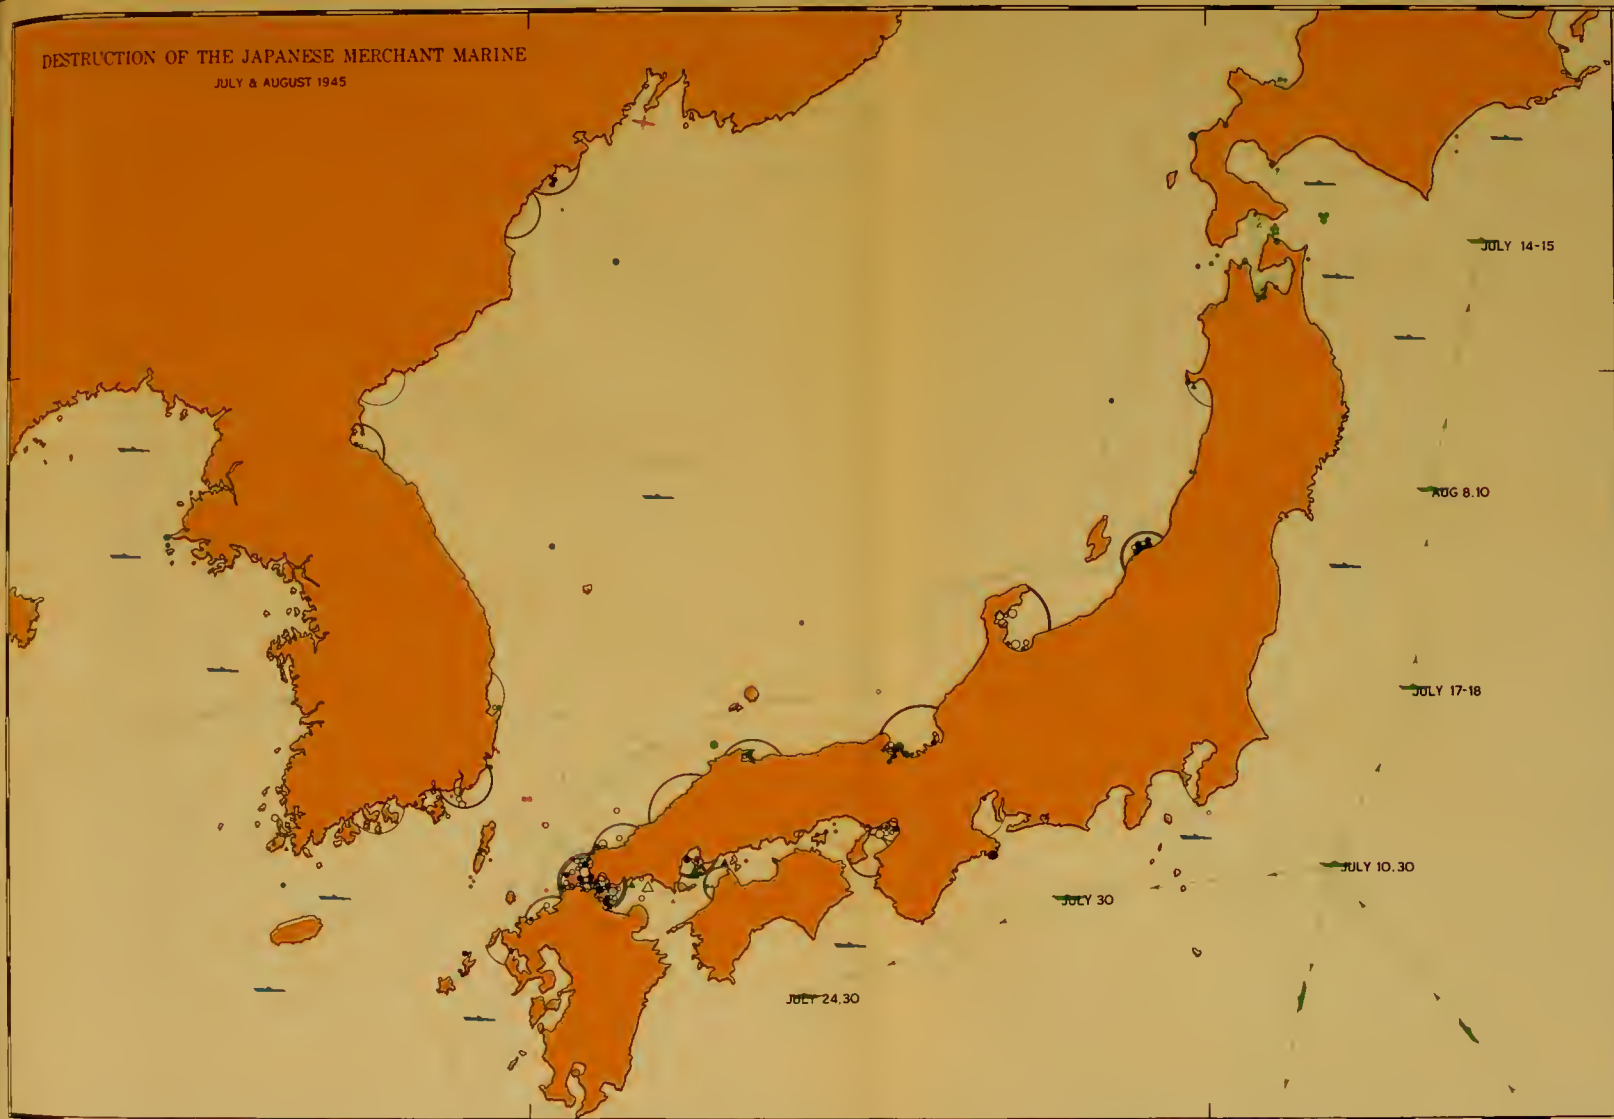 DESTRUCTION OF THE JAPANESE MERCHANT MARINE
JULY & AUGUST 1945
JULY 14-15
AUG 8.10
JULY 17-18
JULY 10.30
JULY 30
JULY 24,30